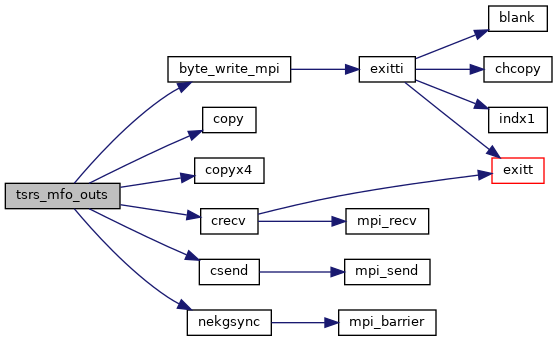 blank
byte_write_mpi
exitti
chcopy
copy
indx1
copyx4
exitt
tsrs_mfo_outs
crecv
mpi_recv
csend
mpi_send
nekgsync
mpi_barrier